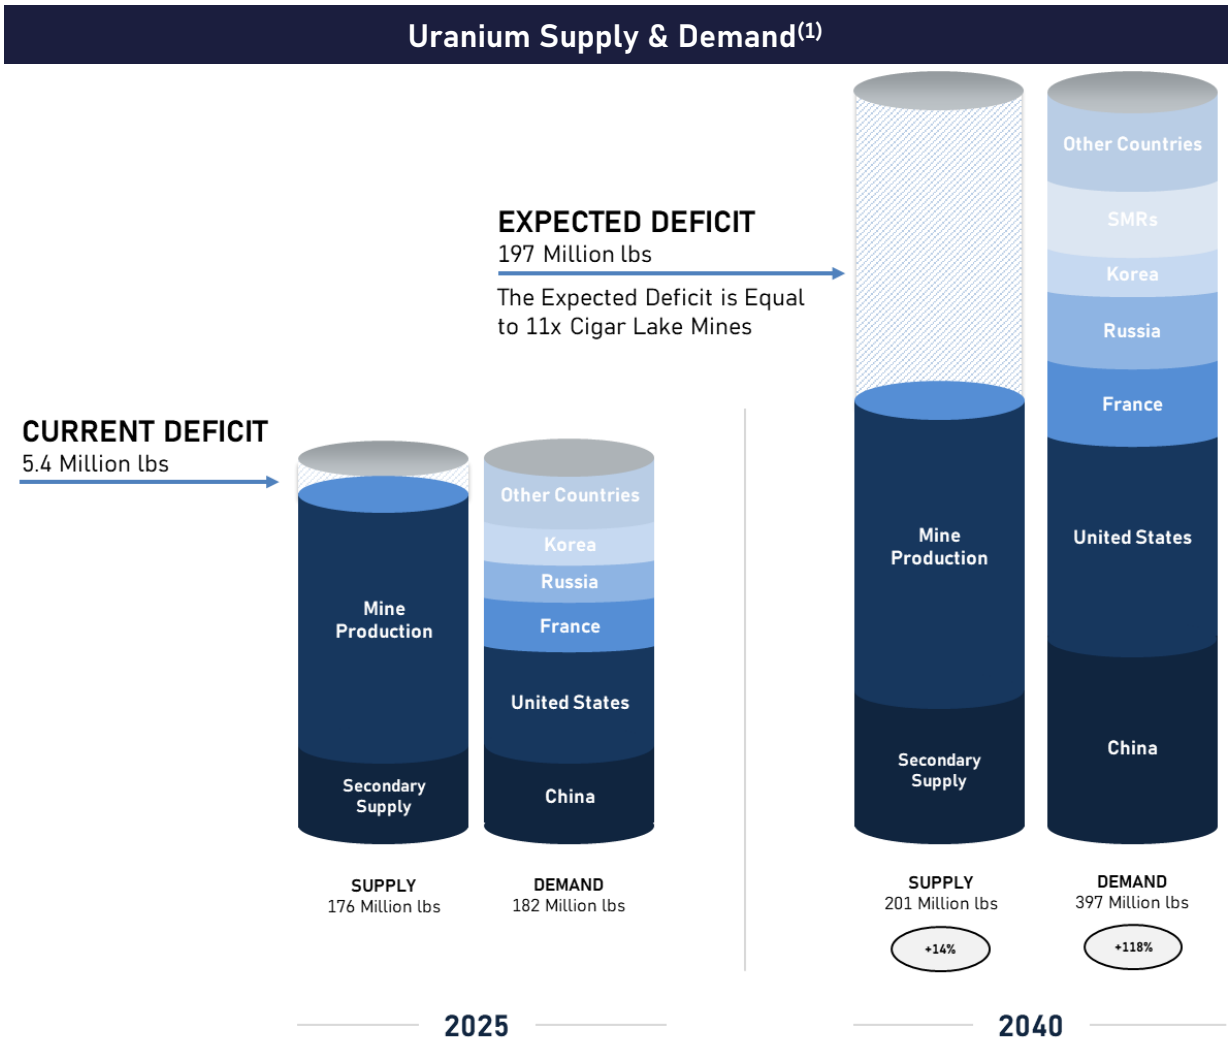 Uranium Supply & Demand(1)
CURRENT DEFICIT
5.4 Million lbs
Mine
Production
Secondary
Supply
SUPPLY
176 Million lbs
Other Countries
Korea
Russia
France
United States
China
DEMAND
182 Million lbs
2025
EXPECTED DEFICIT
197 Million lbs
The Expected Deficit is Equal
to 11x Cigar Lake Mines
Mine
Production
Secondary
Supply
SUPPLY
201 Million lbs
+14%
Other Countries
SMRs
Korea
Russia
France
United States
China
DEMAND
397 Million lbs
+118%
2040